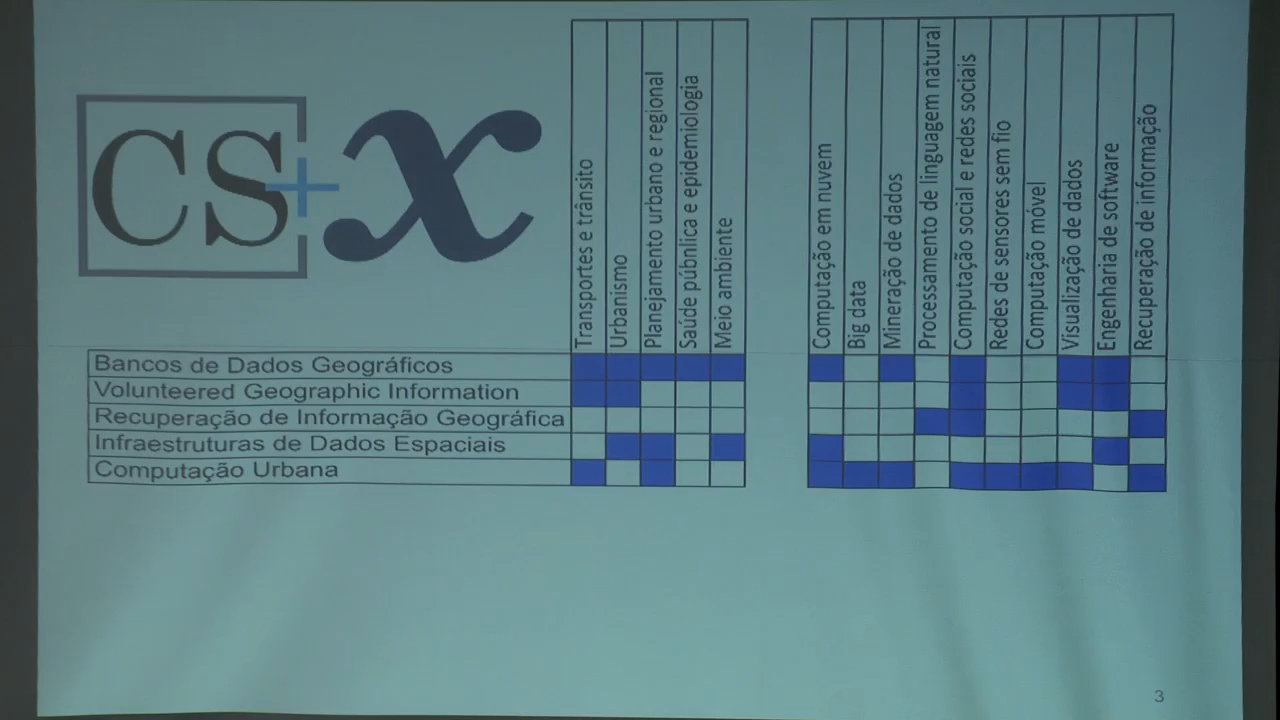 CS+x
Transportes e trânsito
Urbanismo
Planejamento urbano e regional
Saúde púbnlica e epidemiologia
Meio ambiente
Computação em nuvem
Big data
Mineração de dados
Processamento de linguagem natural
Computação social e redes sociais
Redes de sensores sem fio
Computação móvel
Visualização de dados
Engenharia de software
Recuperação de informação
Bancos de Dados Geográficos
Volunteered Geographic Information
Recuperação de Informação Geográfica
Infraestruturas de Dados Espaciais
Computação Urbana
3